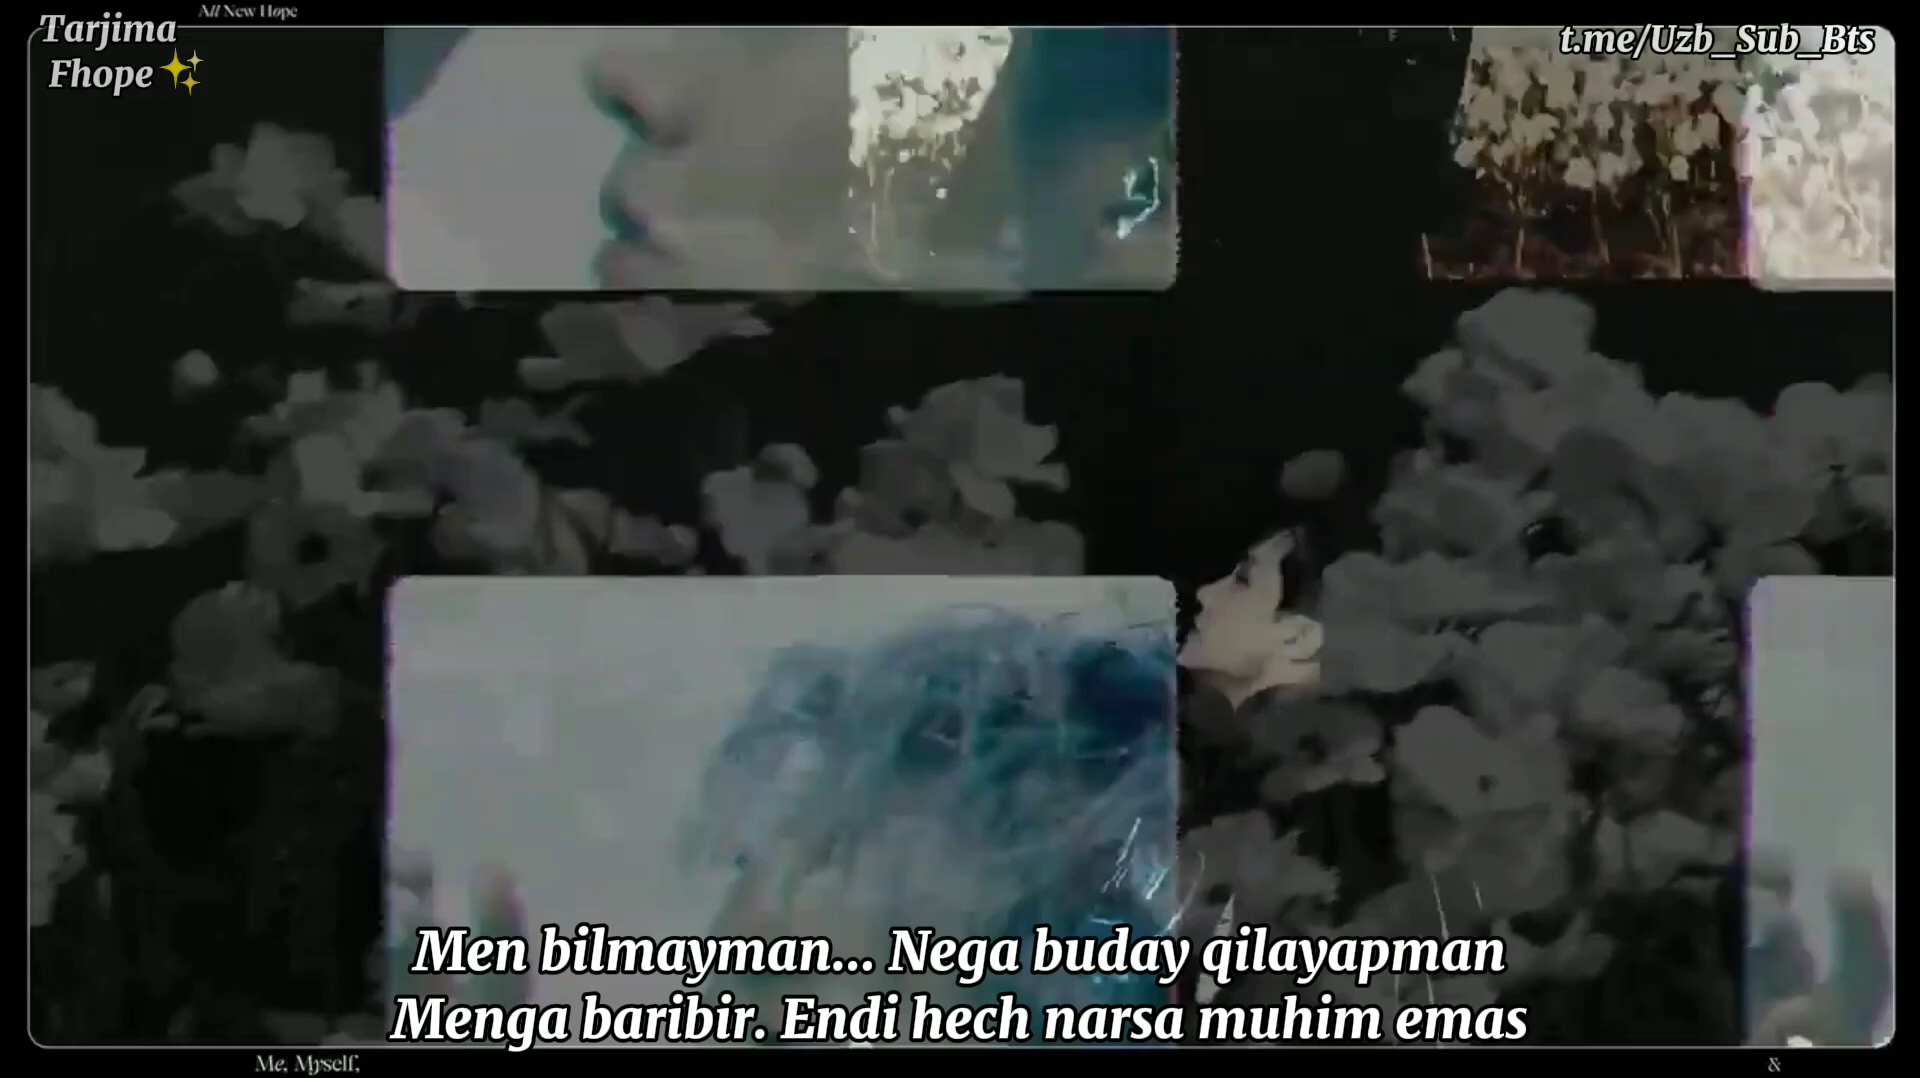 All New Hope
Tarjima
Fhope
t.me/Uzb_Sub_Bts
Men bilmayman... Nega buday qilayapman
Menga baribir. Endi hech narsa muhim emas
Me, Myself,
&